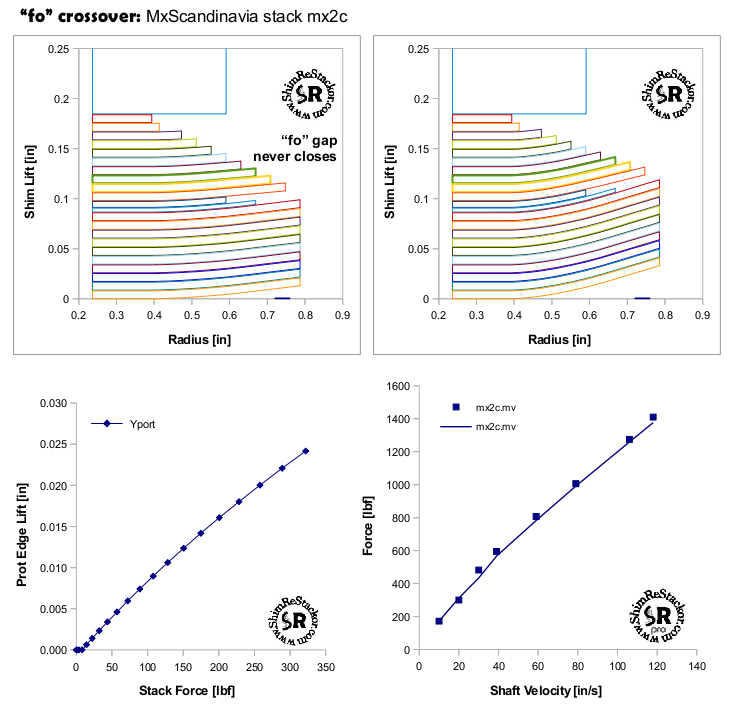 “fo” crossover: MxScandinavia stack mx2c
0.25
0.2
0.15
0.1
0.05
0
0.2
0.3
0.4
0.5
0.6
0.7
0.8
0.9
Shim Lift [in]
Radius [in]
www.ShimReStackor.com
SR
“fo” gap
never closes
0.25
0.2
0.15
0.1
0.05
0
0.2
0.3
0.4
0.5
0.6
0.7
0.8
0.9
Shim Lift [in]
Radius [in]
www.ShimReStackor.com
SR
0.030
0.025
0.020
0.015
0.010
0.005
0.000
0
50
100
150
200
250
300
350
Prot Edge Lift [in]
Stack Force [lbf]
Yport
www.ShimReStackor.com
SR
1600
1400
1200
1000
800
600
400
200
0
0
20
40
60
80
100
120
140
Force [lbf]
Shaft Velocity [in/s]
mx2c.mv
mx2c.mv
www.ShimReStackor.com
SR
pro